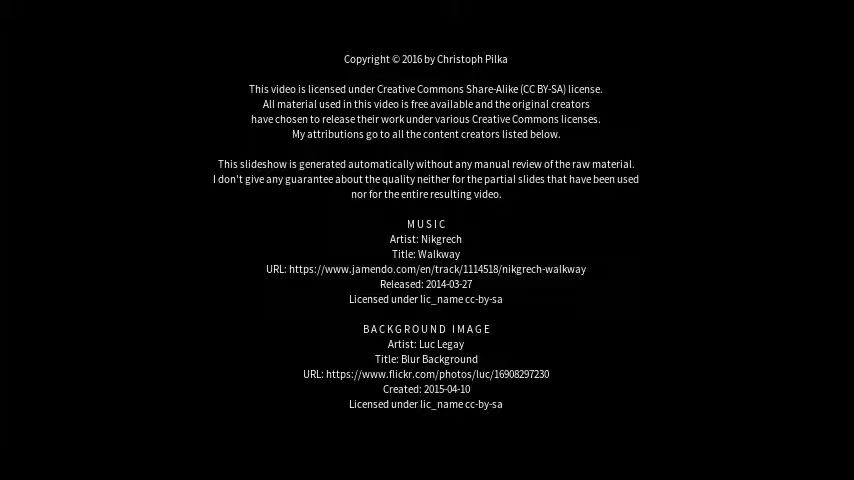 Copyright © 2016 by Christoph Pilka
This video is licensed under Creative Commons Share-Alike (CC BY-SA) license.
All material used in this video is free available and the original creators
have chosen to release their work under various Creative Commons licenses.
My attributions go to all the content creators listed below.
This slideshow is generated automatically without any manual review of the raw material.
I don't give any guarantee about the quality neither for the partial slides that have been used
nor for the entire resulting video.
M U S I C
Artist: Nikgrech
Title: Walkway
URL: https://www.jamendo.com/en/track/1114518/nikgrech-walkway
Released: 2014-03-27
Licensed under lic_name cc-by-sa
B A C K G R O U N D   I M A G E
Artist: Luc Legay
Title: Blur Background
URL: https://www.flickr.com/photos/luc/16908297230
Created: 2015-04-10
Licensed under lic_name cc-by-sa